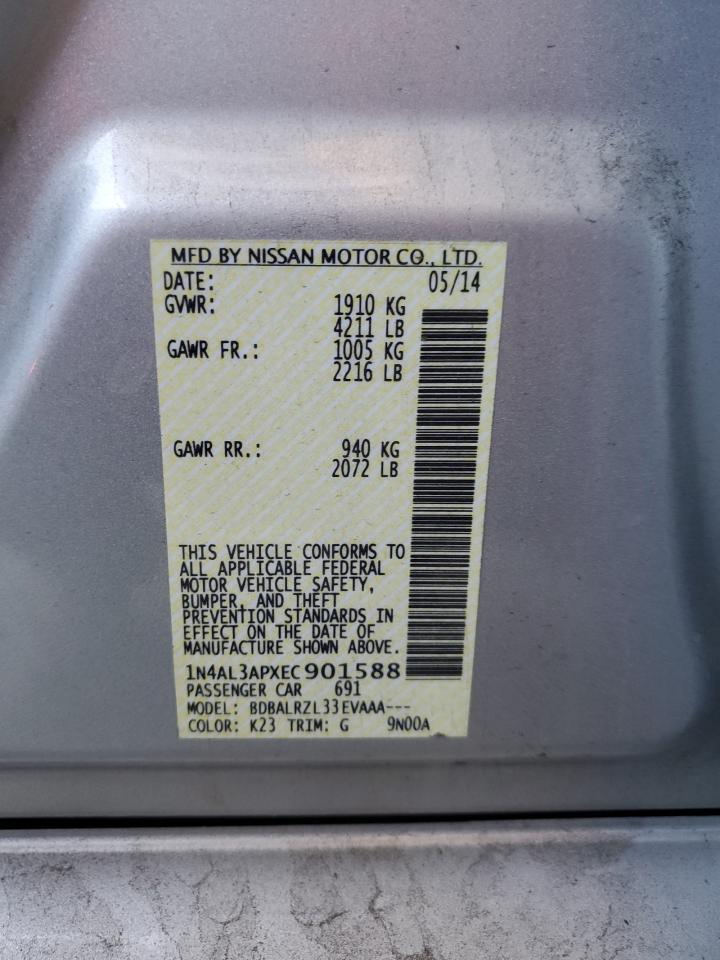 MFD BY NISSAN MOTOR CO., LTD.
DATE: 05/14
GVWR: 1910 KG
4211 LB
GAWR FR.: 1005 KG
2216 LB
GAWR RR.: 940 KG
2072 LB
THIS VEHICLE CONFORMS TO
ALL APPLICABLE FEDERAL
MOTOR VEHICLE SAFETY,
BUMPER, AND THEFT
PREVENTION STANDARDS IN
EFFECT ON THE DATE OF
MANUFACTURE SHOWN ABOVE.
1N4AL3APXEC901588
PASSENGER CAR 691
MODEL: BDBALRZL33EVAAA---
COLOR: K23 TRIM: G 9N00A